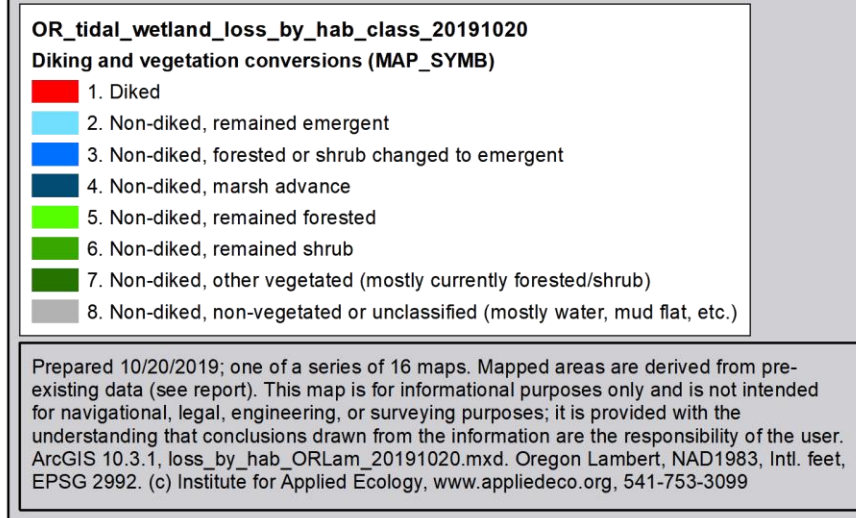 OR_tidal_wetland_loss_by_hab_class_20191020
Diking and vegetation conversions (MAP_SYMB)
1. Diked
2. Non-diked, remained emergent
3. Non-diked, forested or shrub changed to emergent
4. Non-diked, marsh advance
5. Non-diked, remained forested
6. Non-diked, remained shrub
7. Non-diked, other vegetated (mostly currently forested/shrub)
8. Non-diked, non-vegetated or unclassified (mostly water, mud flat, etc.)
Prepared 10/20/2019; one of a series of 16 maps. Mapped areas are derived from pre-
existing data (see report). This map is for informational purposes only and is not intended
for navigational, legal, engineering, or surveying purposes; it is provided with the
understanding that conclusions drawn from the information are the responsibility of the user.
ArcGIS 10.3.1, loss_by_hab_ORLam_20191020.mxd. Oregon Lambert, NAD1983, Intl. feet,
EPSG 2992. (c) Institute for Applied Ecology, www.appliedeco.org, 541-753-3099